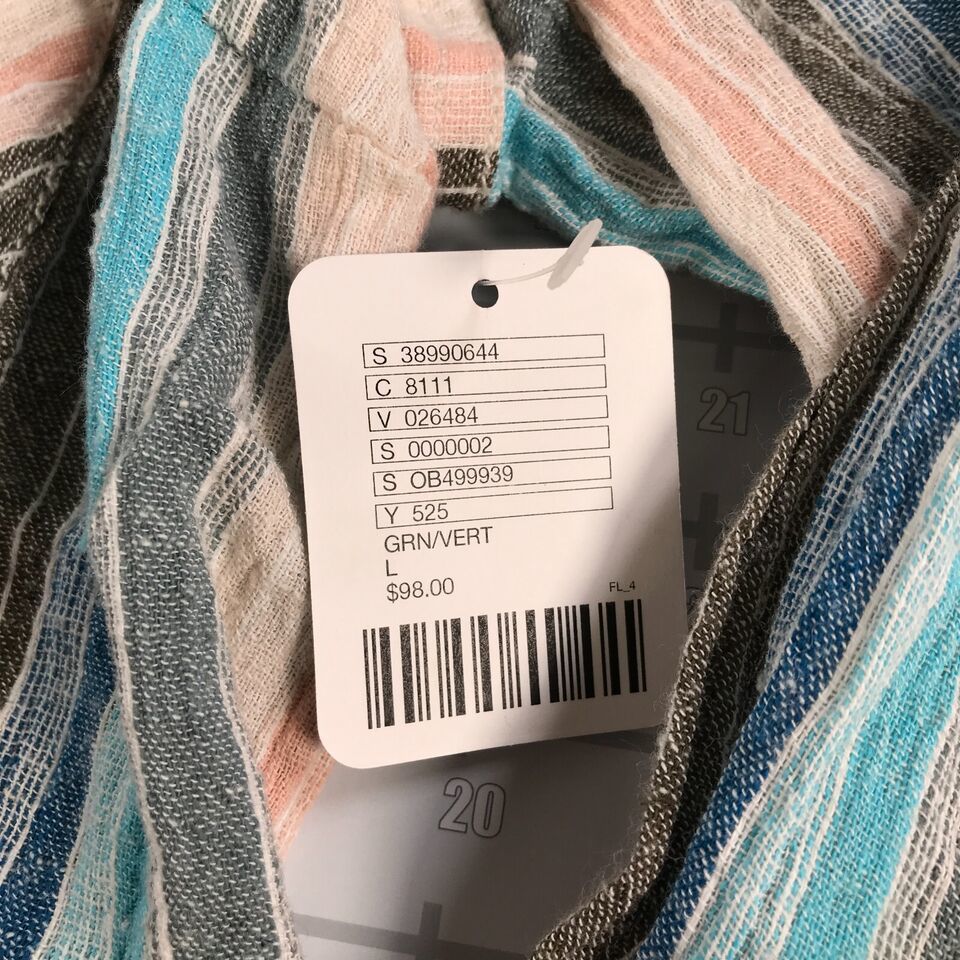 S 38990644
C 8111
V 026484
S 0000002
S OB499939
Y 525
GRN/VERT
L
$98.00
FL_4
21
20